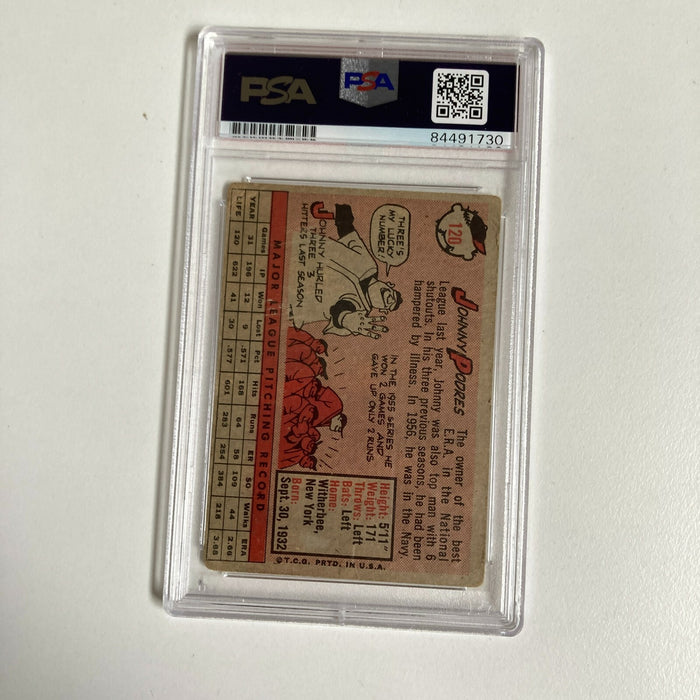 PSA
PSA
84491730
120
JOHNNY PODRES The owner of the best
E.R.A. in the National
League last year, Johnny was also top man with 6
shutouts. In his three previous seasons, he had been
hampered by illness. In 1956, he was in the Navy.
THREE'S
MY LUCKY
NUMBER!
JOHNNY HURLED
THREE 3
HITTERS LAST SEASON
IN THE 1955 SERIES HE
WON 2 GAMES AND
GAVE UP ONLY 2 RUNS
Height: 5'11"
Weight: 171
Throws: Left
Bats: Left
Home:
Witherbee,
New York
Born:
Sept. 30, 1932
MAJOR LEAGUE PITCHING RECORD
Games IP Won Lost Pct Hits Runs ER SO Walks ERA
YEAR 31 196 12 9 .571 168 64 58 109 44 2.66
LIFE 120 622 41 30 .577 601 283 254 384 218 3.68
©T.C.G. PRTD. IN U.S.A.